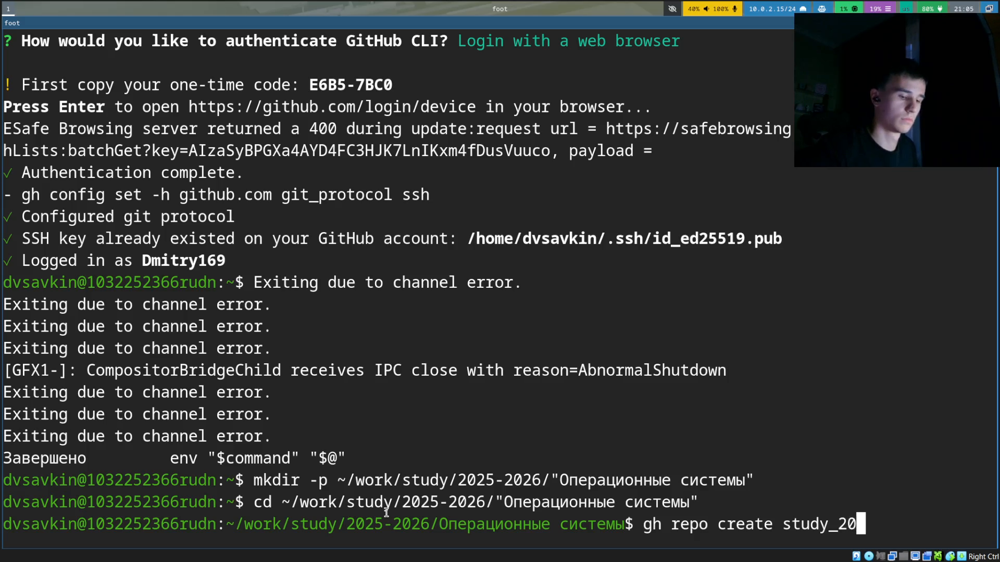 1
foot
40% 100%
10.0.2.15/24
1%
19%
us
80%
21:05
foot
? How would you like to authenticate GitHub CLI? Login with a web browser
! First copy your one-time code: E6B5-7BC0
Press Enter to open https://github.com/login/device in your browser...
ESafe Browsing server returned a 400 during update:request url = https://safebrowsing
hLists:batchGet?key=AIzaSyBPGXa4AYD4FC3HJK7LnIKxm4fDusVuuco, payload =
✓ Authentication complete.
- gh config set -h github.com git_protocol ssh
✓ Configured git protocol
✓ SSH key already existed on your GitHub account: /home/dvsavkin/.ssh/id_ed25519.pub
✓ Logged in as Dmitry169
dvsavkin@1032252366rudn:~$ Exiting due to channel error.
Exiting due to channel error.
Exiting due to channel error.
Exiting due to channel error.
[GFX1-]: CompositorBridgeChild receives IPC close with reason=AbnormalShutdown
Exiting due to channel error.
Exiting due to channel error.
Exiting due to channel error.
Завершено         env "$command" "$@"
dvsavkin@1032252366rudn:~$ mkdir -p ~/work/study/2025-2026/"Операционные системы"
dvsavkin@1032252366rudn:~$ cd ~/work/study/2025-2026/"Операционные системы"
dvsavkin@1032252366rudn:~/work/study/2025-2026/Операционные системы$ gh repo create study_20
Right Ctrl